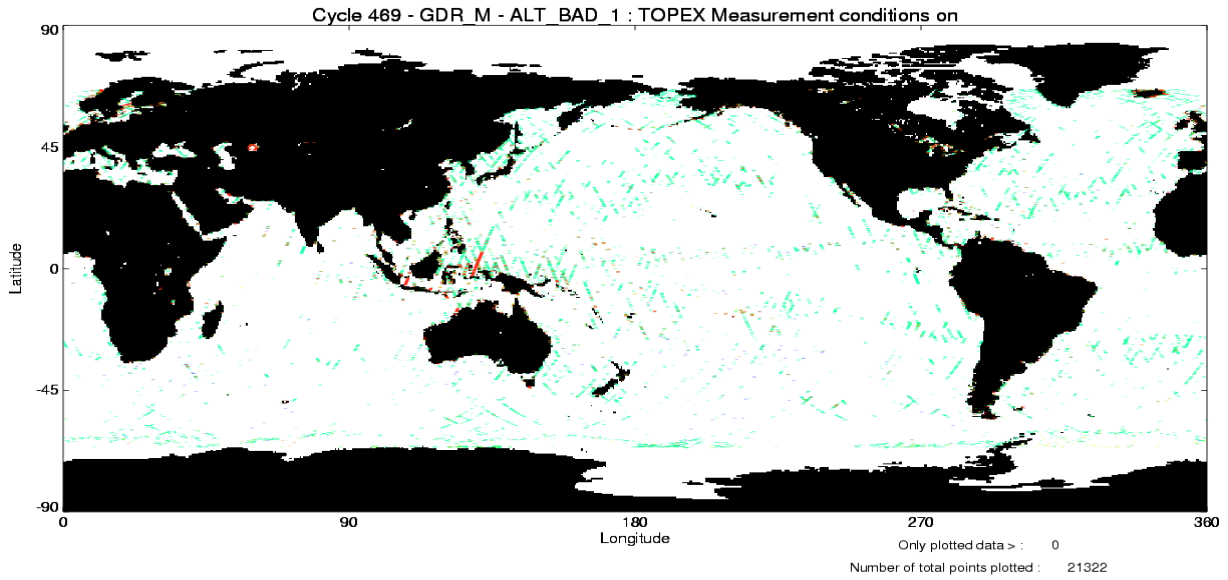 Cycle 469 - GDR_M - ALT_BAD_1 : TOPEX Measurement conditions on
90
45
0
-45
-90
Latitude
0 90 180 270 360
Longitude
Only plotted data > : 0
Number of total points plotted : 21322